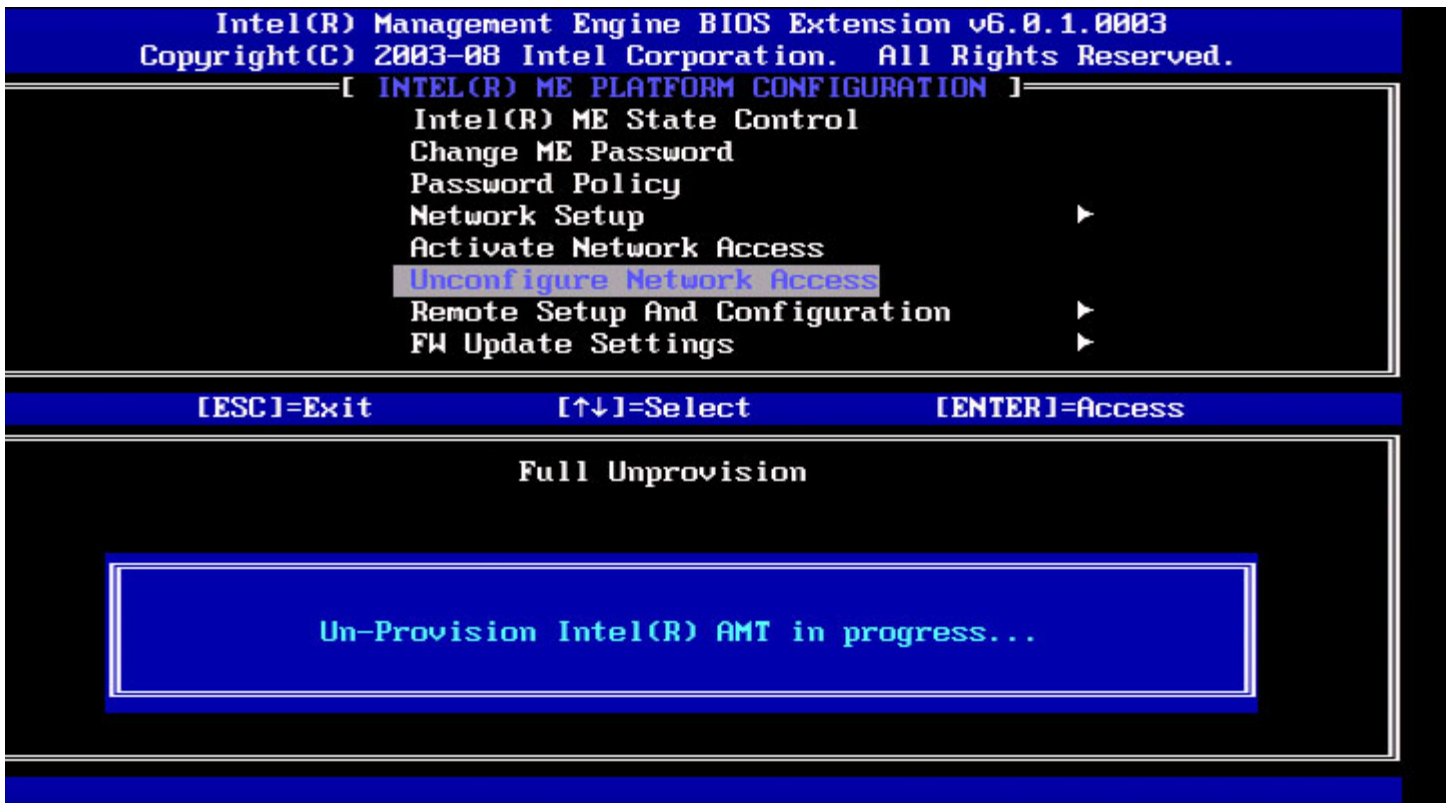 Intel(R) Management Engine BIOS Extension v6.0.1.0003
Copyright(C) 2003-08 Intel Corporation. All Rights Reserved.
[ INTEL(R) ME PLATFORM CONFIGURATION ]
Intel(R) ME State Control
Change ME Password
Password Policy
Network Setup ►
Activate Network Access
Unconfigure Network Access
Remote Setup And Configuration ►
FW Update Settings ►
[ESC]=Exit [↑↓]=Select [ENTER]=Access
Full Unprovision
Un-Provision Intel(R) AMT in progress...